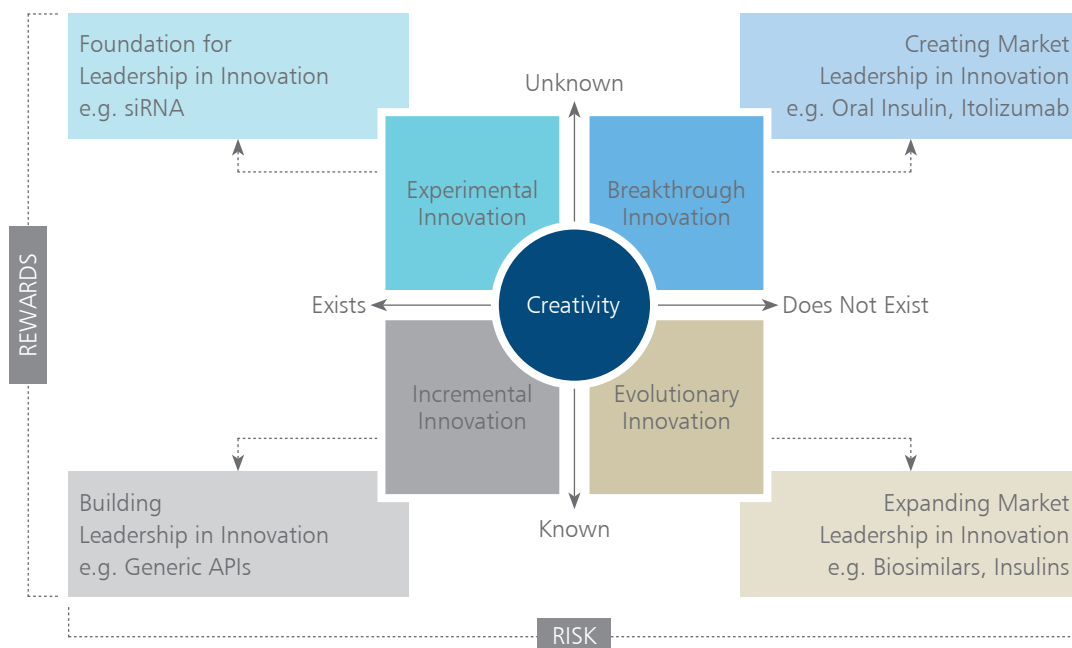 Foundation for
Leadership in Innovation
e.g. siRNA
Creating Market
Leadership in Innovation
e.g. Oral Insulin, Itolizumab
Unknown
Experimental
Innovation
Breakthrough
Innovation
REWARDS
Exists
Creativity
Does Not Exist
Incremental
Innovation
Evolutionary
Innovation
Building
Leadership in Innovation
e.g. Generic APIs
Known
Expanding Market
Leadership in Innovation
e.g. Biosimilars, Insulins
RISK